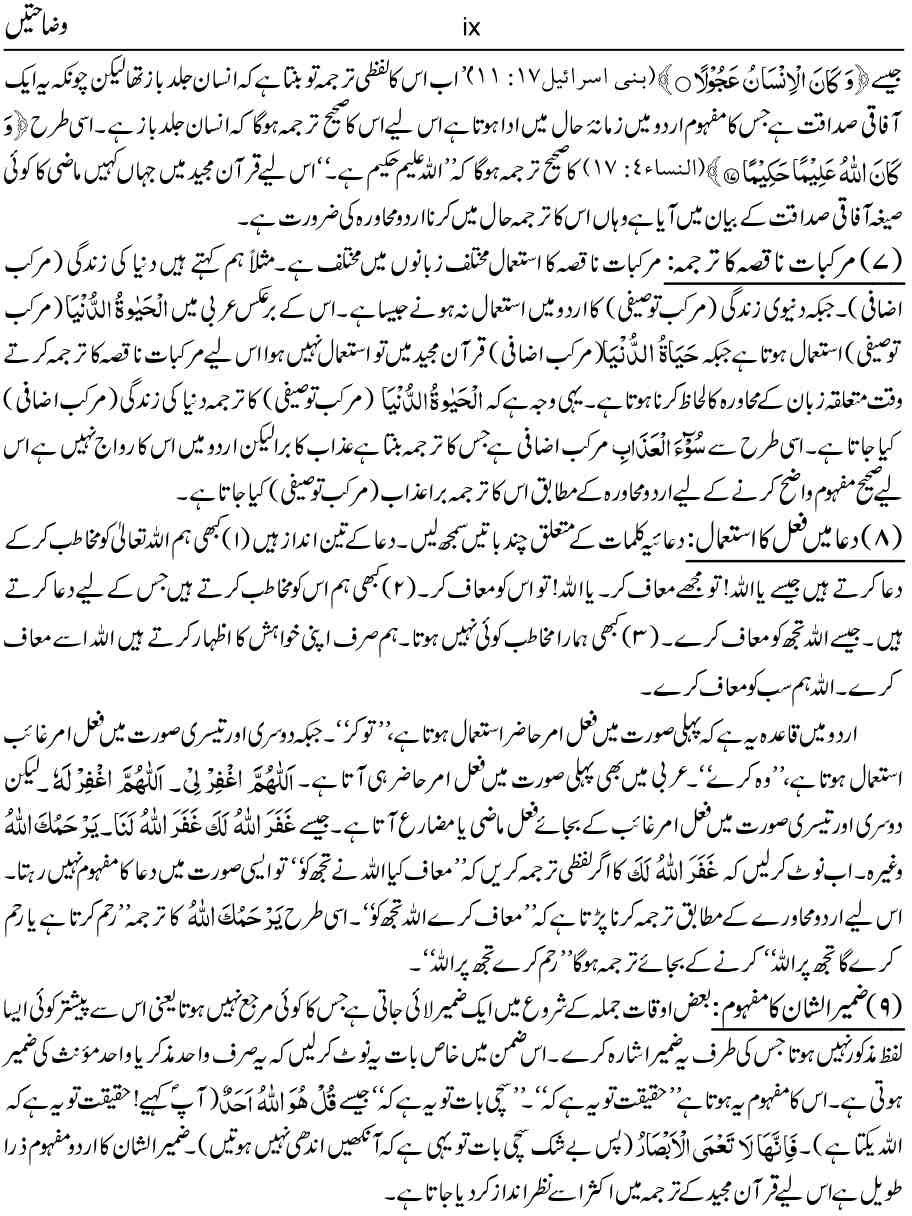 وضاحتیں
ix
جیسے ﴿وَ كَانَ الْاِنْسَانُ عَجُوْلًا○﴾ (بنی اسرائیل ۱۷: ۱۱)’ اب اس کا لفظی ترجمہ تو بنتا ہے کہ انسان جلد باز تھا لیکن چونکہ یہ ایک
آفاقی صداقت ہے جس کا مفہوم اردو میں زمانۂ حال میں ادا ہوتا ہے اس لیے اس کا صحیح ترجمہ ہوگا کہ انسان جلد باز ہے۔ اسی طرح ﴿وَ
كَانَ اللّٰهُ عَلِيْمًا حَكِيْمًا ۝۱۷﴾ (النساء ٤: ١٧) کا صحیح ترجمہ ہوگا کہ ’’اللہ علیم حکیم ہے۔‘‘ اس لیے قرآن مجید میں جہاں کہیں ماضی کا کوئی
صیغہ آفاقی صداقت کے بیان میں آیا ہے وہاں اس کا ترجمہ حال میں کرنا اردو محاورہ کی ضرورت ہے۔
(۷) مرکبات ناقصہ کا ترجمہ: مرکبات ناقصہ کا استعمال مختلف زبانوں میں مختلف ہے۔ مثلاً ہم کہتے ہیں دنیا کی زندگی (مرکب
اضافی)۔ جبکہ دنیوی زندگی (مرکب توصیفی) کا اردو میں استعمال نہ ہونے جیسا ہے۔ اس کے برعکس عربی میں الْحَيٰوةُ الدُّنْيَا (مرکب
توصیفی) استعمال ہوتا ہے جبکہ حَيَاةُ الدُّنْيَا (مرکب اضافی) قرآن مجید میں تو استعمال نہیں ہوا اس لیے مرکبات ناقصہ کا ترجمہ کرتے
وقت متعلقہ زبان کے محاورہ کا لحاظ کرنا ہوتا ہے۔ یہی وجہ ہے کہ الْحَيٰوةُ الدُّنْيَا (مرکب توصیفی) کا ترجمہ دنیا کی زندگی (مرکب اضافی)
کیا جاتا ہے۔ اسی طرح سے سُوْٓءَ الْعَذَابِ مرکب اضافی ہے جس کا ترجمہ بنتا ہے عذاب کا برا لیکن اردو میں اس کا رواج نہیں ہے اس
لیے صحیح مفہوم واضح کرنے کے لیے اردو محاورہ کے مطابق اس کا ترجمہ برا عذاب (مرکب توصیفی) کیا جاتا ہے۔
(۸) دعا میں فعل کا استعمال: دعائیہ کلمات کے متعلق چند باتیں سمجھ لیں۔ دعا کے تین انداز ہیں (۱) کبھی ہم اللہ تعالیٰ کو مخاطب کر کے
دعا کرتے ہیں جیسے یا اللہ! تو مجھے معاف کر۔ یا اللہ! تو اس کو معاف کر۔ (۲) کبھی ہم اس کو مخاطب کرتے ہیں جس کے لیے دعا کرتے
ہیں۔ جیسے اللہ تجھ کو معاف کرے۔ (۳) کبھی ہمارا مخاطب کوئی نہیں ہوتا۔ ہم صرف اپنی خواہش کا اظہار کرتے ہیں اللہ اسے معاف
کرے۔ اللہ ہم سب کو معاف کرے۔
اردو میں قاعدہ یہ ہے کہ پہلی صورت میں فعل امر حاضر استعمال ہوتا ہے، ’’تو کر‘‘۔ جبکہ دوسری اور تیسری صورت میں فعل امر غائب
استعمال ہوتا ہے، ’’وہ کرے‘‘۔ عربی میں بھی پہلی صورت میں فعل امر حاضر ہی آتا ہے۔ اَللّٰهُمَّ اغْفِرْ لِيْ۔ اَللّٰهُمَّ اغْفِرْ لَهُ۔ لیکن
دوسری اور تیسری صورت میں فعل امر غائب کے بجائے فعل ماضی یا مضارع آتا ہے۔ جیسے غَفَرَ اللّٰهُ لَكَ غَفَرَ اللّٰهُ لَنَا۔ يَرْحَمُكَ اللّٰهُ
وغیرہ۔ اب نوٹ کر لیں کہ غَفَرَ اللّٰهُ لَكَ کا اگر لفظی ترجمہ کریں کہ ’’معاف کیا اللہ نے تجھ کو‘‘ تو ایسی صورت میں دعا کا مفہوم نہیں رہتا۔
اس لیے اردو محاورے کے مطابق ترجمہ کرنا پڑتا ہے کہ ’’معاف کرے اللہ تجھ کو‘‘۔ اسی طرح يَرْحَمُكَ اللّٰهُ کا ترجمہ ’’رحم کرتا ہے یا رحم
کرے گا تجھ پر اللہ‘‘ کرنے کے بجائے ترجمہ ہوگا ’’رحم کرے تجھ پر اللہ‘‘۔
(۹) ضمیر الشان کا مفہوم: بعض اوقات جملہ کے شروع میں ایک ضمیر لائی جاتی ہے جس کا کوئی مرجع نہیں ہوتا یعنی اس سے پیشتر کوئی ایسا
لفظ مذکور نہیں ہوتا جس کی طرف یہ ضمیر اشارہ کرے۔ اس ضمن میں خاص بات یہ نوٹ کر لیں کہ یہ صرف واحد مذکر یا واحد مؤنث کی ضمیر
ہوتی ہے۔ اس کا مفہوم یہ ہوتا ہے ’’حقیقت تو یہ ہے کہ‘‘۔ ’’سچی بات تو یہ ہے کہ‘‘ جیسے قُلْ هُوَ اللّٰهُ اَحَدٌ (آپؐ کہیے! حقیقت تو یہ ہے کہ
اللہ یکتا ہے)۔ فَاِنَّهَا لَا تَعْمَى الْاَبْصَارُ (پس بے شک سچی بات تو یہی ہے کہ آنکھیں اندھی نہیں ہوتیں)۔ ضمیر الشان کا اردو مفہوم ذرا
طویل ہے اس لیے قرآن مجید کے ترجمہ میں اکثر اسے نظر انداز کر دیا جاتا ہے۔